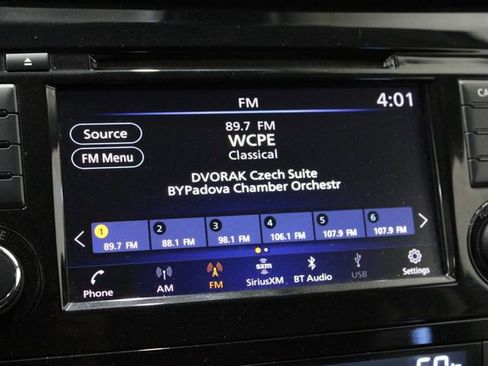 FM
4:01
Source
FM Menu
89.7 FM
WCPE
Classical
DVORAK Czech Suite
BYPadova Chamber Orchestr
1 2 3 4 5 6
89.7 FM 88.1 FM 98.1 FM 106.1 FM 107.9 FM 107.9 FM
Phone AM FM sxm SiriusXM BT Audio USB Settings